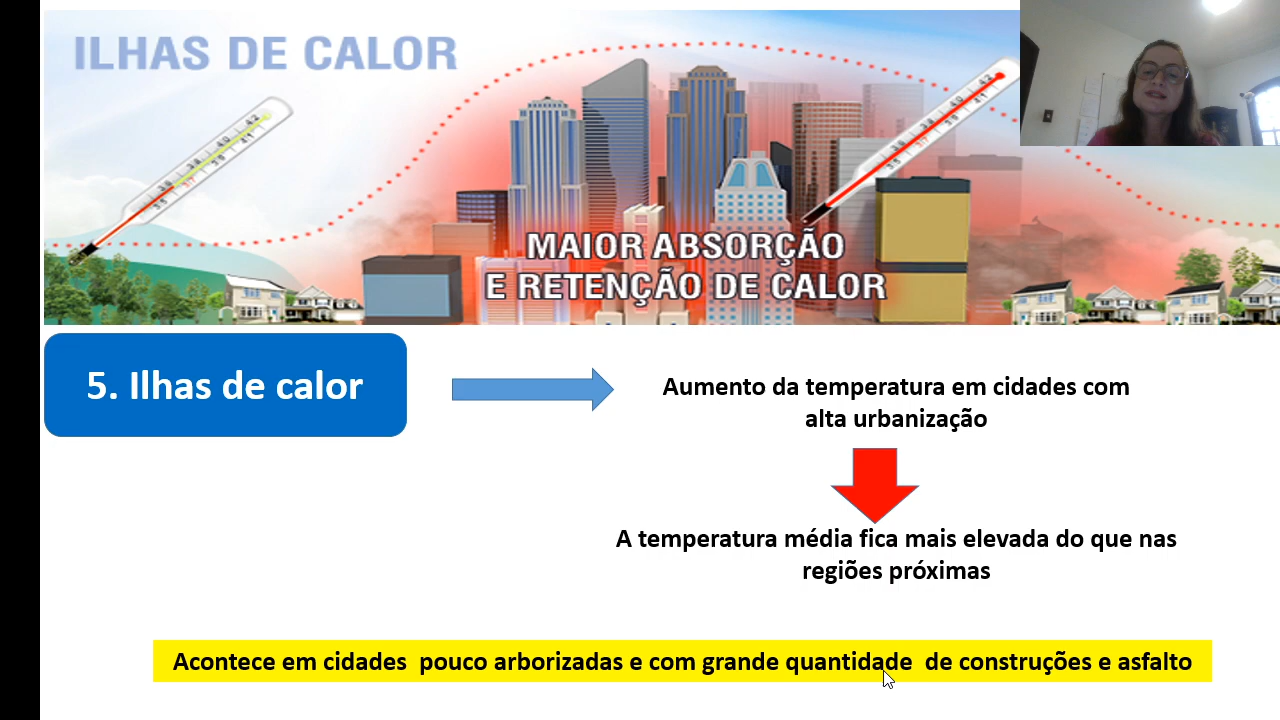 ILHAS DE CALOR
MAIOR ABSORÇÃO
E RETENÇÃO DE CALOR
5. Ilhas de calor
Aumento da temperatura em cidades com
alta urbanização
A temperatura média fica mais elevada do que nas
regiões próximas
Acontece em cidades pouco arborizadas e com grande quantidade de construções e asfalto